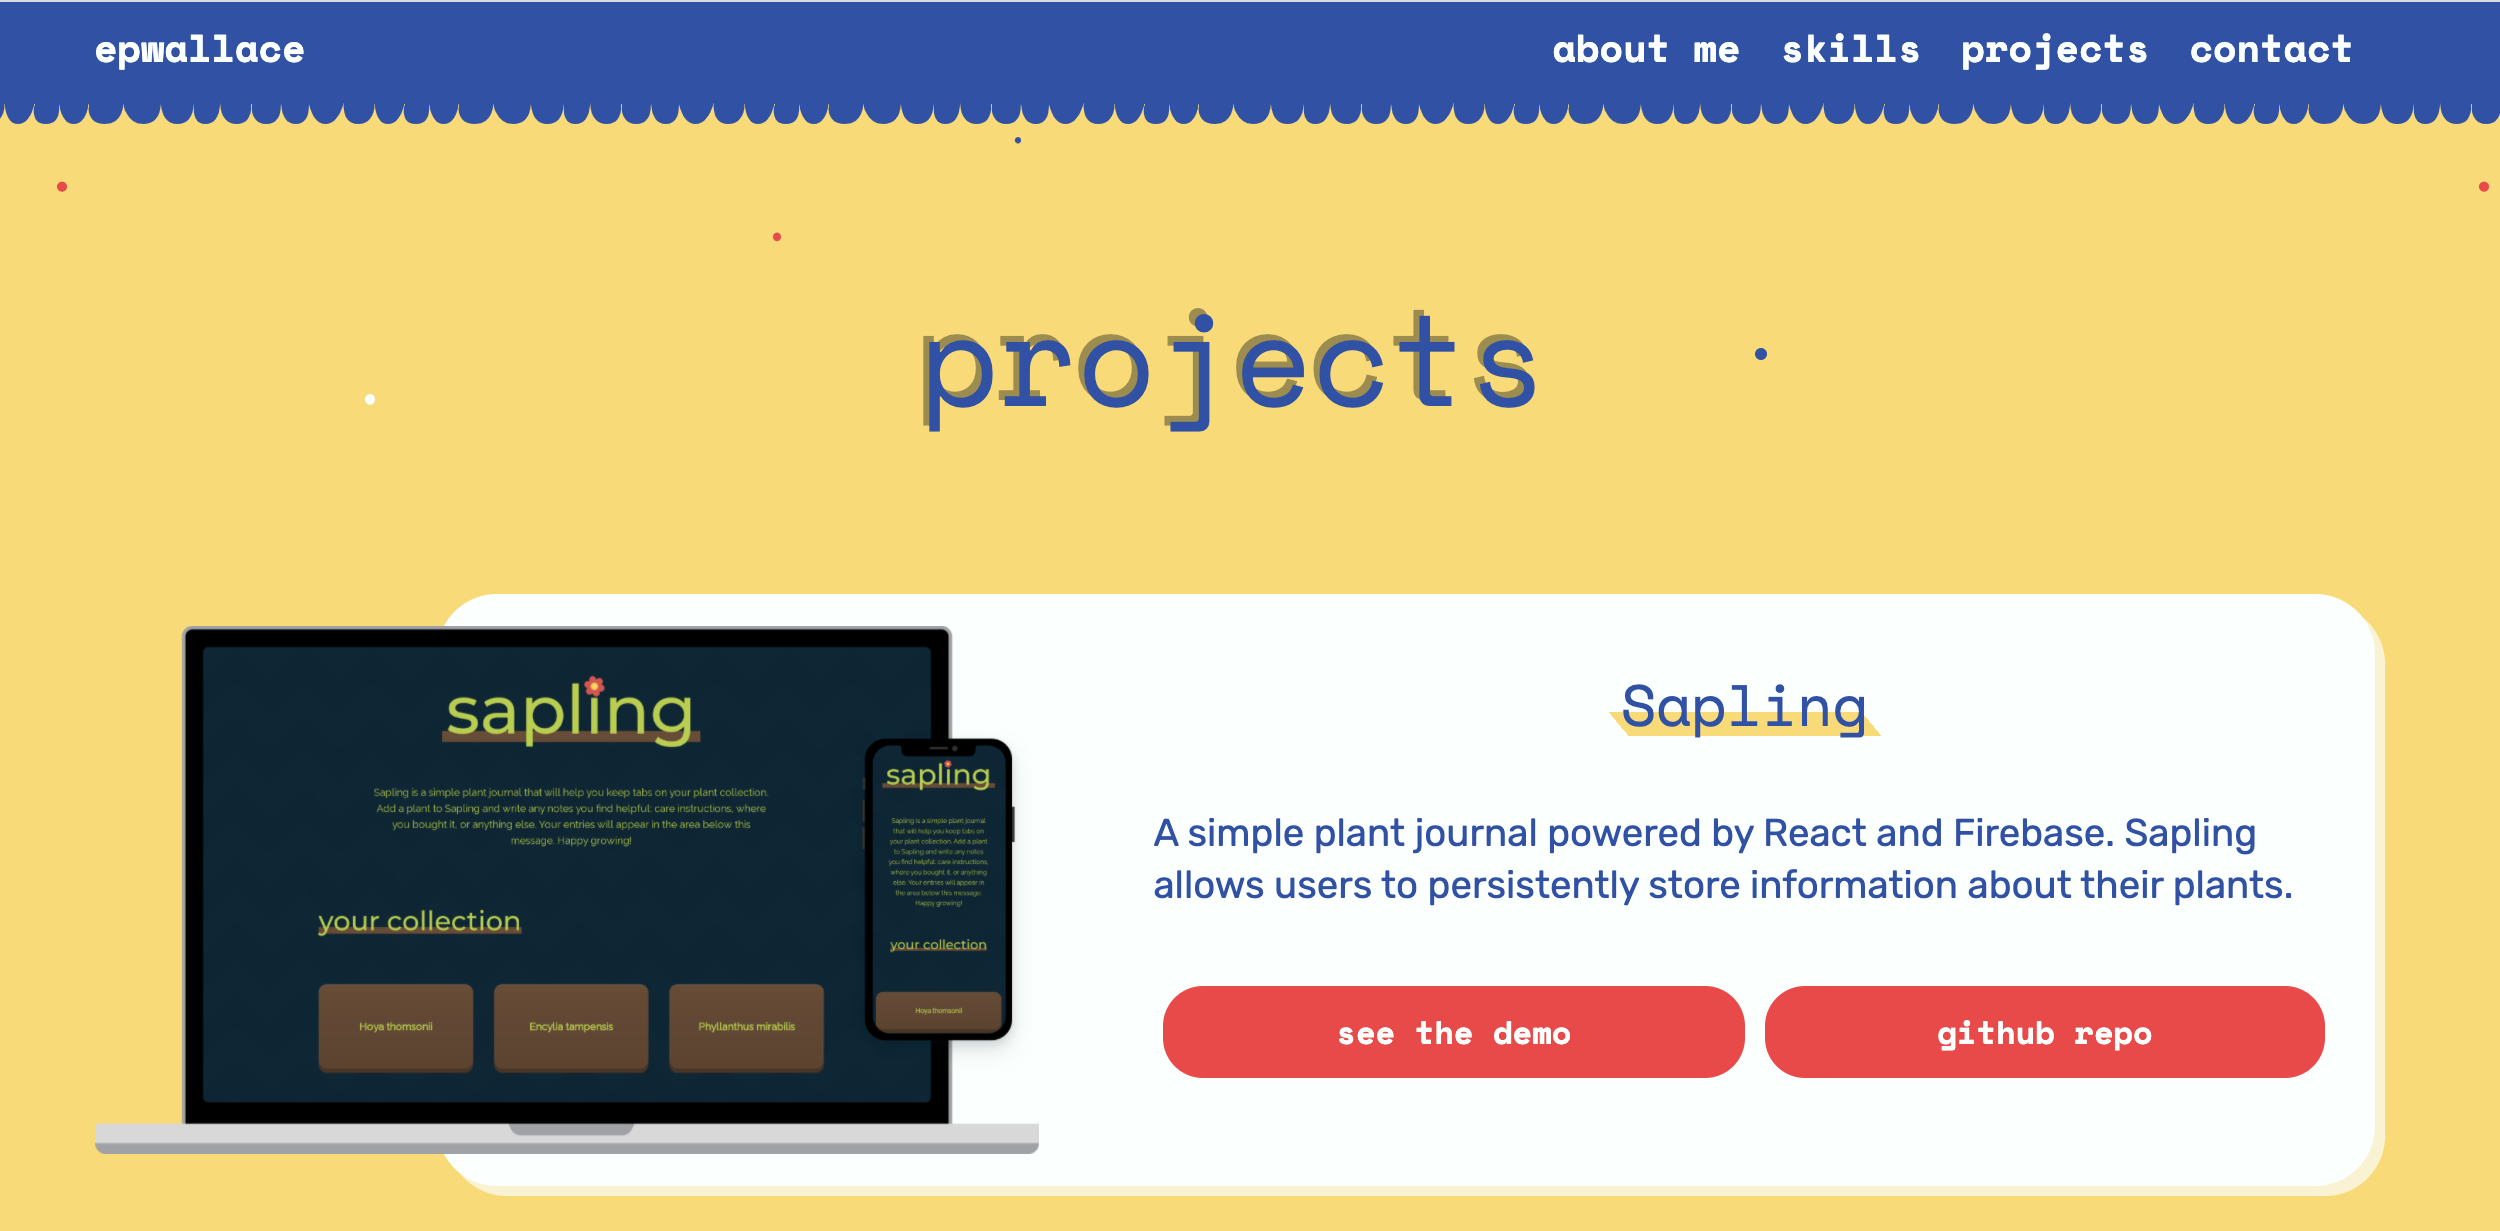 epwallace
about me skills projects contact
projects
sapling
Sapling is a simple plant journal that will help you keep tabs on your plant collection.
Add a plant to Sapling and write any notes you find helpful: care instructions, where
you bought it, or anything else. Your entries will appear in the area below this
message. Happy growing!
your collection
Hoya thomsonii
Encylia tampensis
Phyllanthus mirabilis
sapling
Sapling is a simple plant journal
that will help you keep tabs on
your plant collection. Add a plant
to Sapling and write any notes
you find helpful: care instructions,
where you bought it, or anything
else. Your entries will appear in
the area below this message.
Happy growing!
your collection
Hoya thomsonii
Sapling
A simple plant journal powered by React and Firebase. Sapling
allows users to persistently store information about their plants.
see the demo
github repo